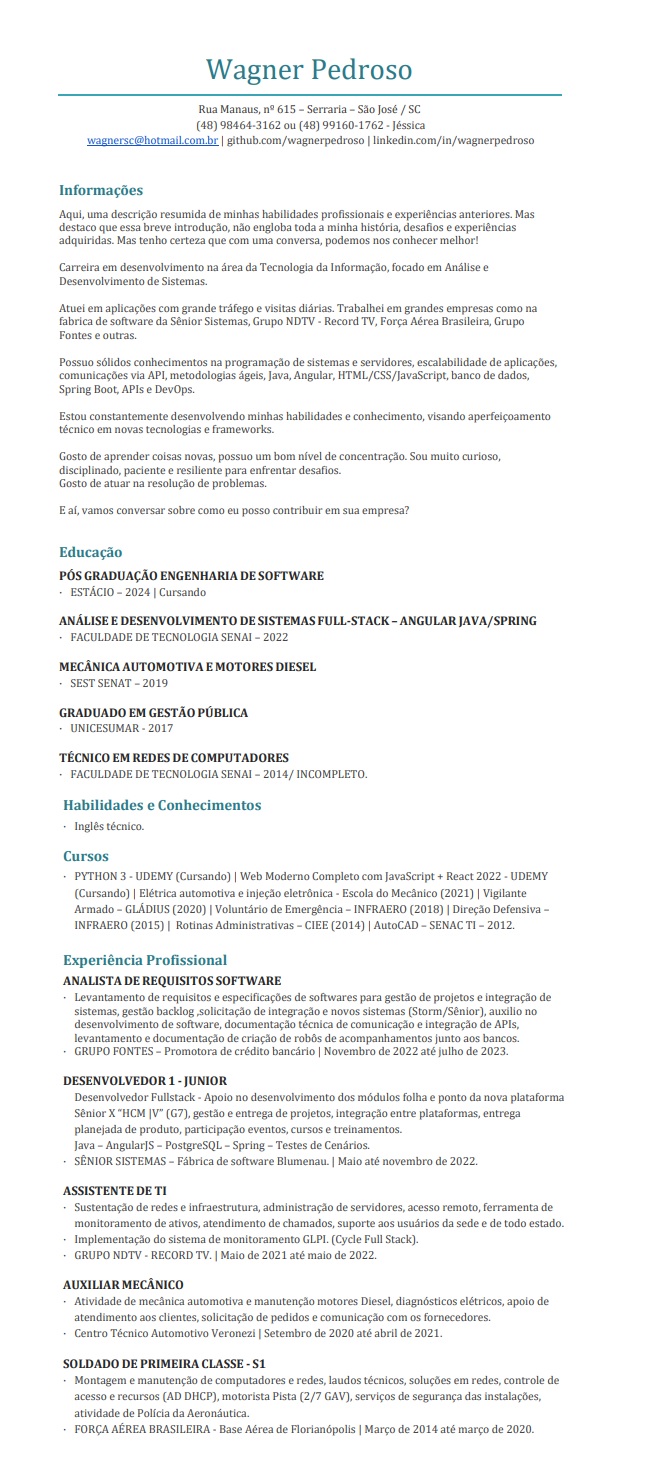 Wagner Pedroso
Rua Manaus, nº 615 – Serraria – São José / SC
(48) 98464-3162 ou (48) 99160-1762 - Jéssica
wagnersc@hotmail.com.br | github.com/wagnerpedroso | linkedin.com/in/wagnerpedroso
Informações
Aqui, uma descrição resumida de minhas habilidades profissionais e experiências anteriores. Mas
destaco que essa breve introdução, não engloba toda a minha história, desafios e experiências
adquiridas. Mas tenho certeza que com uma conversa, podemos nos conhecer melhor!
Carreira em desenvolvimento na área da Tecnologia da Informação, focado em Análise e
Desenvolvimento de Sistemas.
Atuei em aplicações com grande tráfego e visitas diárias. Trabalhei em grandes empresas como na
fabrica de software da Sênior Sistemas, Grupo NDTV - Record TV, Força Aérea Brasileira, Grupo
Fontes e outras.
Possuo sólidos conhecimentos na programação de sistemas e servidores, escalabilidade de aplicações,
comunicações via API, metodologias ágeis, Java, Angular, HTML/CSS/JavaScript, banco de dados,
Spring Boot, APIs e DevOps.
Estou constantemente desenvolvendo minhas habilidades e conhecimento, visando aperfeiçoamento
técnico em novas tecnologias e frameworks.
Gosto de aprender coisas novas, possuo um bom nível de concentração. Sou muito curioso,
disciplinado, paciente e resiliente para enfrentar desafios.
Gosto de atuar na resolução de problemas.
E aí, vamos conversar sobre como eu posso contribuir em sua empresa?
Educação
PÓS GRADUAÇÃO ENGENHARIA DE SOFTWARE
· ESTÁCIO – 2024 | Cursando
ANÁLISE E DESENVOLVIMENTO DE SISTEMAS FULL-STACK – ANGULAR JAVA/SPRING
· FACULDADE DE TECNOLOGIA SENAI – 2022
MECÂNICA AUTOMOTIVA E MOTORES DIESEL
· SEST SENAT – 2019
GRADUADO EM GESTÃO PÚBLICA
· UNICESUMAR - 2017
TÉCNICO EM REDES DE COMPUTADORES
· FACULDADE DE TECNOLOGIA SENAI – 2014/ INCOMPLETO.
Habilidades e Conhecimentos
· Inglês técnico.
Cursos
· PYTHON 3 - UDEMY (Cursando) | Web Moderno Completo com JavaScript + React 2022 - UDEMY
(Cursando) | Elétrica automotiva e injeção eletrônica - Escola do Mecânico (2021) | Vigilante
Armado – GLÁDIUS (2020) | Voluntário de Emergência – INFRAERO (2018) | Direção Defensiva –
INFRAERO (2015) | Rotinas Administrativas – CIEE (2014) | AutoCAD – SENAC TI – 2012.
Experiência Profissional
ANALISTA DE REQUISITOS SOFTWARE
· Levantamento de requisitos e especificações de softwares para gestão de projetos e integração de
sistemas, gestão backlog ,solicitação de integração e novos sistemas (Storm/Sênior), auxilio no
desenvolvimento de software, documentação técnica de comunicação e integração de APIs,
levantamento e documentação de criação de robôs de acompanhamentos junto aos bancos.
· GRUPO FONTES – Promotora de crédito bancário | Novembro de 2022 até julho de 2023.
DESENVOLVEDOR 1 - JUNIOR
Desenvolvedor Fullstack - Apoio no desenvolvimento dos módulos folha e ponto da nova plataforma
Sênior X "HCM |V" (G7), gestão e entrega de projetos, integração entre plataformas, entrega
planejada de produto, participação eventos, cursos e treinamentos.
Java – AngularJS – PostgreSQL – Spring – Testes de Cenários.
· SÊNIOR SISTEMAS – Fábrica de software Blumenau. | Maio até novembro de 2022.
ASSISTENTE DE TI
· Sustentação de redes e infraestrutura, administração de servidores, acesso remoto, ferramenta de
monitoramento de ativos, atendimento de chamados, suporte aos usuários da sede e de todo estado.
· Implementação do sistema de monitoramento GLPI. (Cycle Full Stack).
· GRUPO NDTV - RECORD TV. | Maio de 2021 até maio de 2022.
AUXILIAR MECÂNICO
· Atividade de mecânica automotiva e manutenção motores Diesel, diagnósticos elétricos, apoio de
atendimento aos clientes, solicitação de pedidos e comunicação com os fornecedores.
· Centro Técnico Automotivo Veronezi | Setembro de 2020 até abril de 2021.
SOLDADO DE PRIMEIRA CLASSE - S1
· Montagem e manutenção de computadores e redes, laudos técnicos, soluções em redes, controle de
acesso e recursos (AD DHCP), motorista Pista (2/7 GAV), serviços de segurança das instalações,
atividade de Polícia da Aeronáutica.
· FORÇA AÉREA BRASILEIRA - Base Aérea de Florianópolis | Março de 2014 até março de 2020.